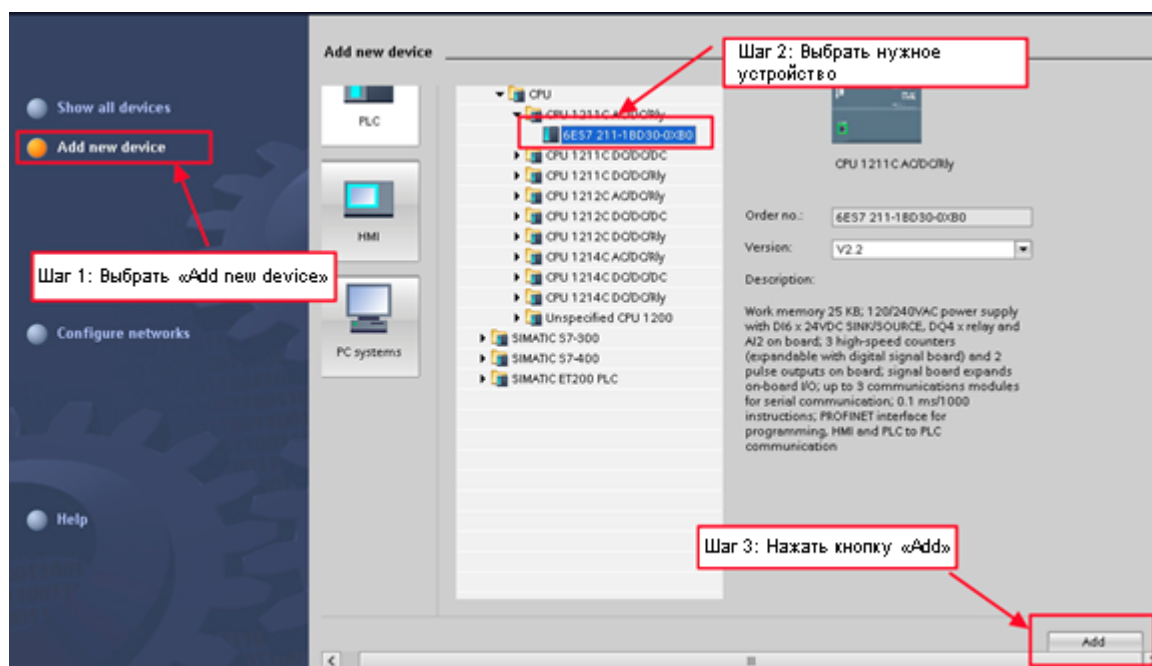 Add new device
Шаг 2: Выбрать нужное
устройство
Show all devices
Add new device
Шаг 1: Выбрать «Add new device»
Configure networks
Help
PLC
HMI
PC systems
CPU
CPU 1211C AC/DC/Rly
6ES7 211-1BD30-0XB0
CPU 1211C DC/DC/DC
CPU 1211C DC/DC/Rly
CPU 1212C AC/DC/Rly
CPU 1212C DC/DC/DC
CPU 1212C DC/DC/Rly
CPU 1214C AC/DC/Rly
CPU 1214C DC/DC/DC
CPU 1214C DC/DC/Rly
Unspecified CPU 1200
SIMATIC S7-300
SIMATIC S7-400
SIMATIC ET200 PLC
CPU 1211C AC/DC/Rly
Order no.: 6ES7 211-1BD30-0XB0
Version: V2.2
Description:
Work memory 25 KB; 120/240VAC power supply
with DI6 x 24VDC SINK/SOURCE, DQ4 x relay and
AI2 on board; 3 high-speed counters
(expandable with digital signal board) and 2
pulse outputs on board; signal board expands
on-board I/O; up to 3 communications modules
for serial communication; 0.1 ms/1000
instructions; PROFINET interface for
programming, HMI and PLC to PLC
communication
Шаг 3: Нажать кнопку «Add»
Add